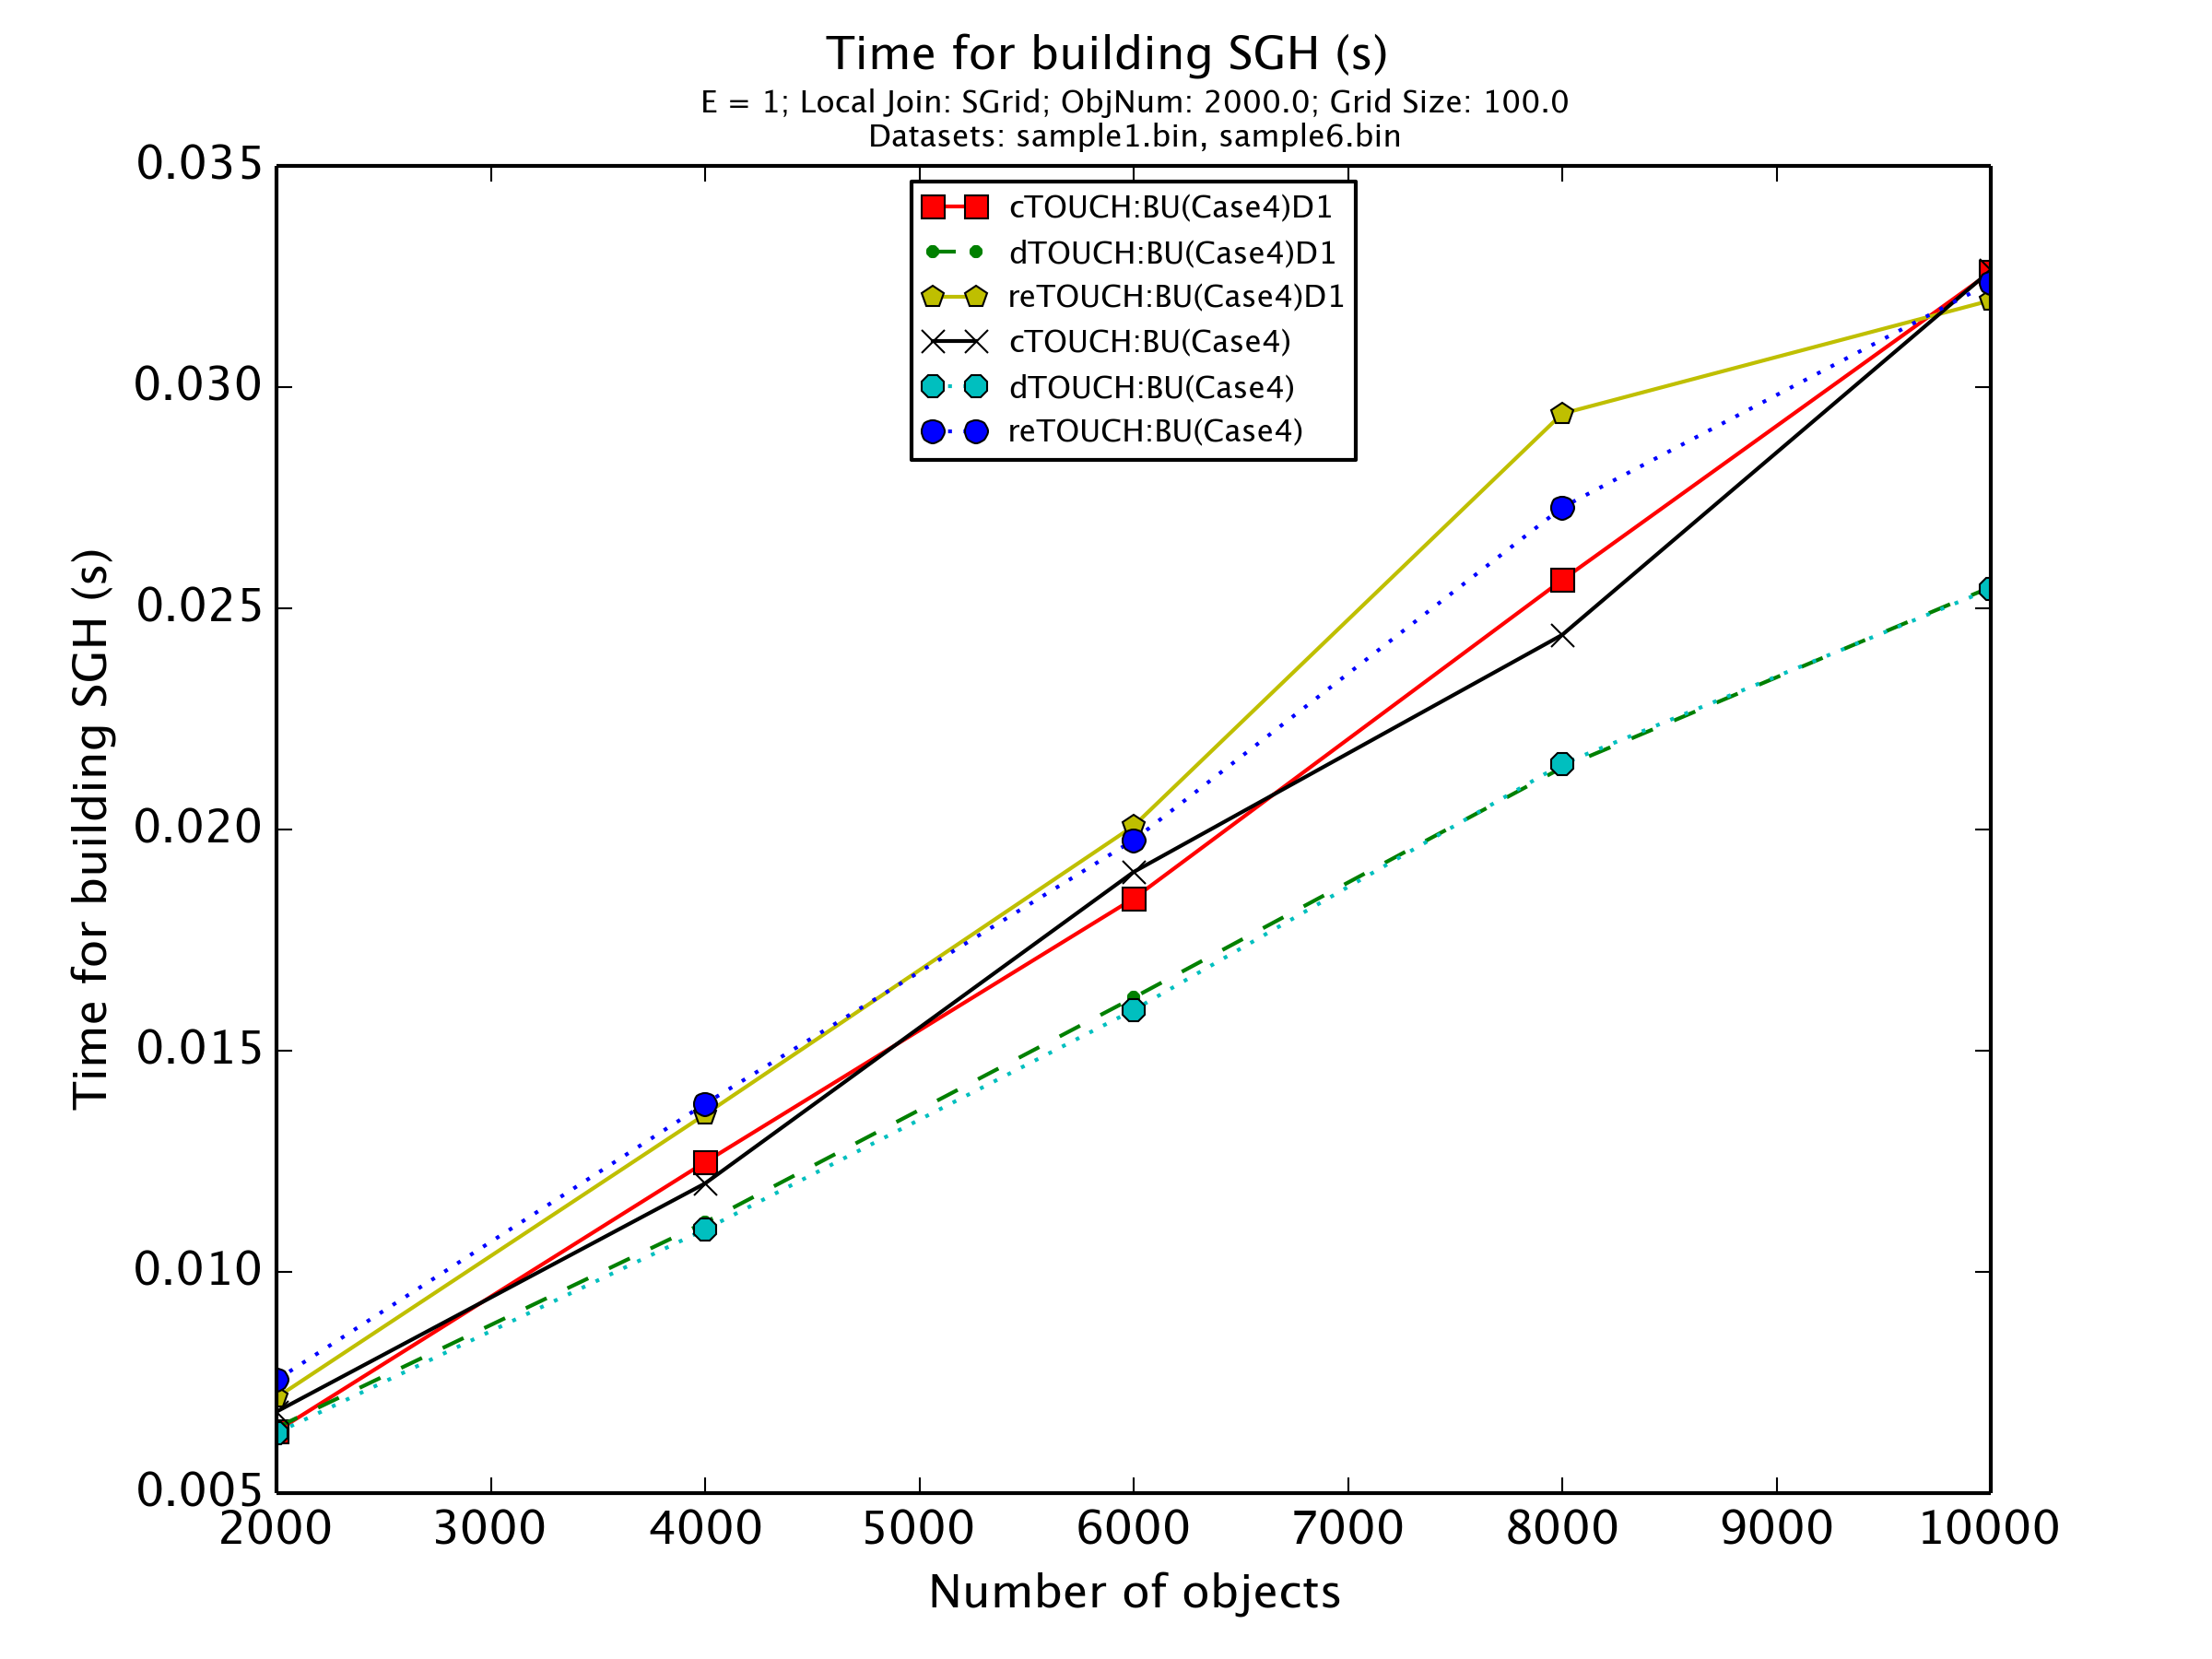 Time for building SGH (s)
E = 1; Local Join: SGrid; ObjNum: 2000.0; Grid Size: 100.0
Datasets: sample1.bin, sample6.bin
0.035
0.030
0.025
0.020
0.015
0.010
0.005
Time for building SGH (s)
cTOUCH:BU(Case4)D1
dTOUCH:BU(Case4)D1
reTOUCH:BU(Case4)D1
cTOUCH:BU(Case4)
dTOUCH:BU(Case4)
reTOUCH:BU(Case4)
2000 3000 4000 5000 6000 7000 8000 9000 10000
Number of objects